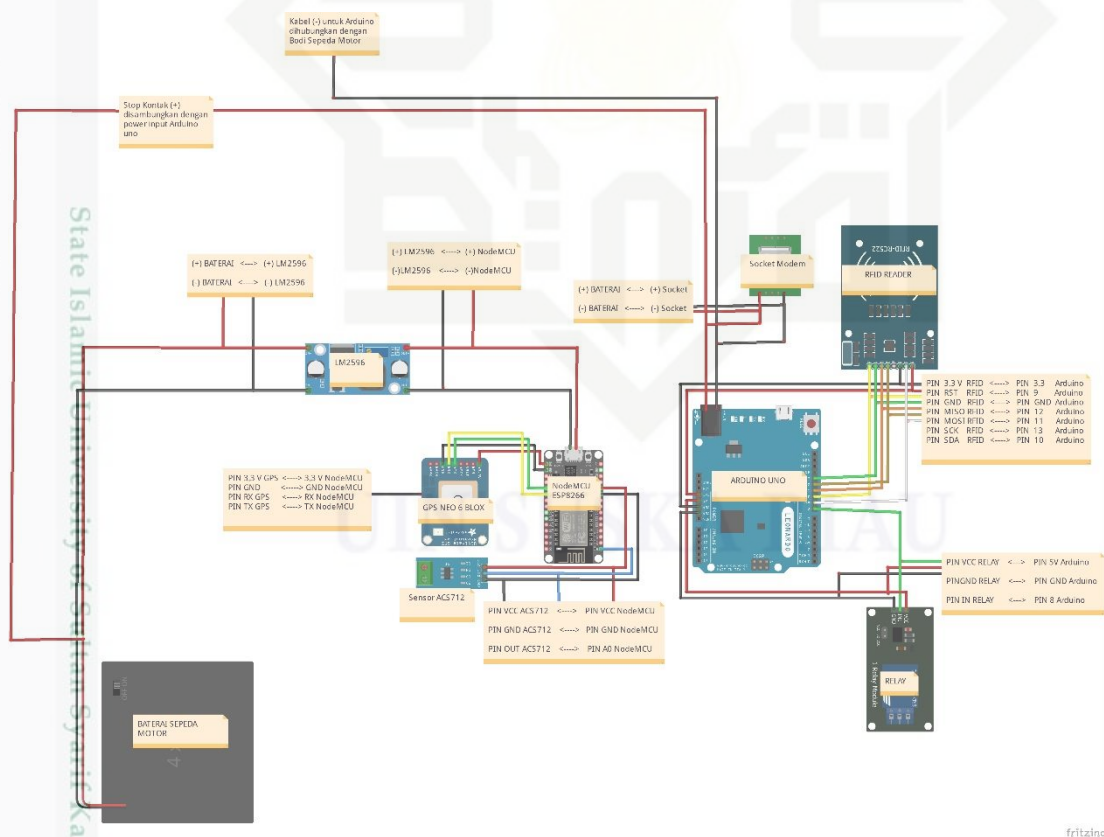 Kabel (-) untuk Arduino
dihubungkan dengan
Bodi Sepeda Motor
Stop Kontak (+)
disambungkan dengan
power input Arduino
uno
(+) BATERAI <---> (+) LM2596
(-) BATERAI <---> (-) LM2596
(+) LM2596 <----> (+) NodeMCU
(-)LM2596 <----> (-)NodeMCU
Socket Modem
(+) BATERAI <---> (+) Socket
(-) BATERAI <---> (-) Socket
RFID-RC522
RFID READER
LM2596
PIN 3.3 V RFID <----> PIN 3.3 Arduino
PIN RST RFID <----> PIN 9 Arduino
PIN GND RFID <----> PIN GND Arduino
PIN MISO RFID <----> PIN 12 Arduino
PIN MOSI RFID <----> PIN 11 Arduino
PIN SCK RFID <----> PIN 13 Arduino
PIN SDA RFID <----> PIN 10 Arduino
PIN 3,3 V GPS <----> 3,3 V NodeMCU
PIN GND <-----> GND NodeMCU
PIN RX GPS <----> RX NodeMCU
PIN TX GPS <----> TX NodeMCU
GPS NEO 6 BLOX
NodeMCU
ESP8266
ARDUINO UNO
LEONARDO
Sensor ACS712
PIN VCC ACS712 <----> PIN VCC NodeMCU
PIN GND ACS712 <----> PIN GND NodeMCU
PIN OUT ACS712 <----> PIN A0 NodeMCU
PIN VCC RELAY <---> PIN 5V Arduino
PINGND RELAY <---> PIN GND Arduino
PIN IN RELAY <---> PIN 8 Arduino
RELAY
1 Relay Module
BATERAI SEPEDA
MOTOR
State Islamic University of Sultan Syarif Ka
UIN SUSKA RIAU
fritzing